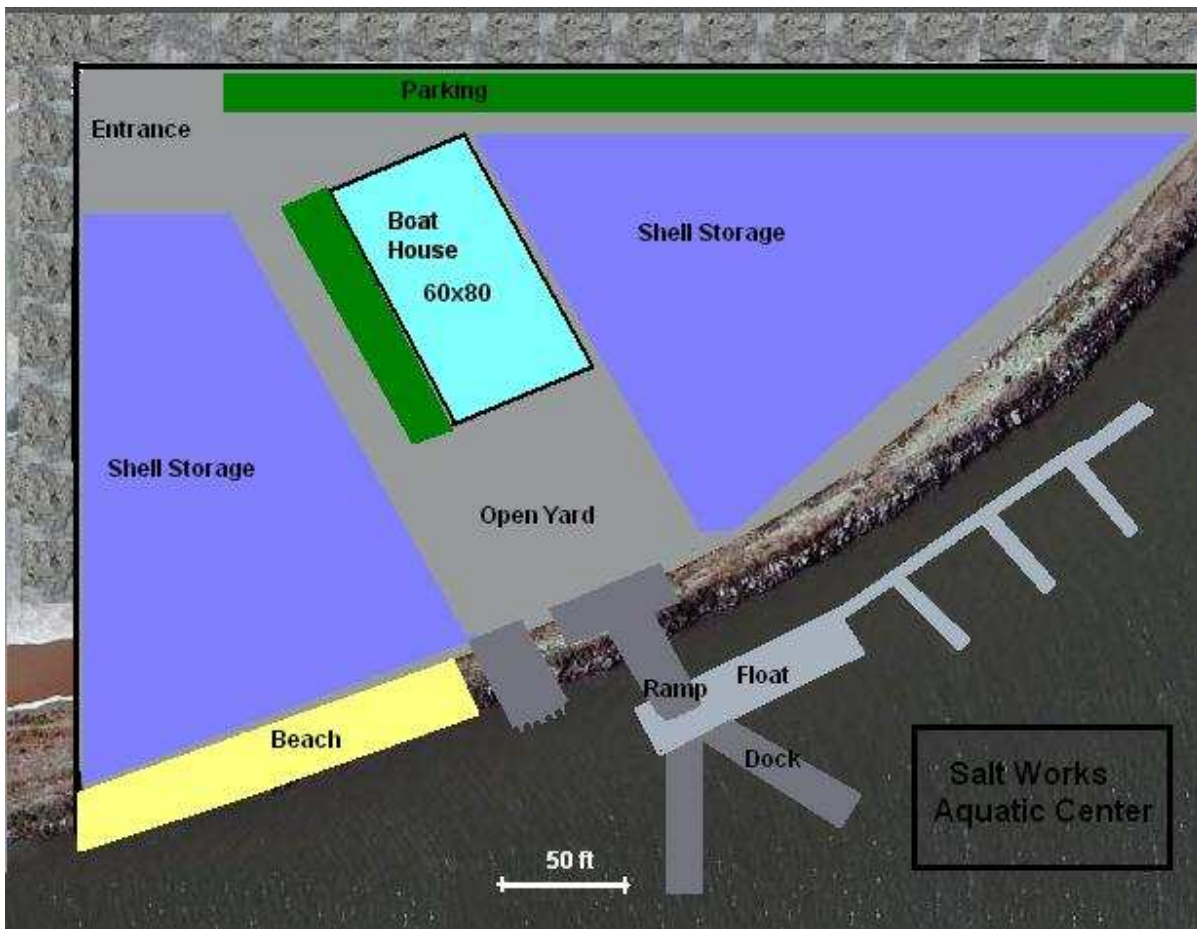 Parking
Entrance
Boat
House
60x80
Shell Storage
Shell Storage
Open Yard
Ramp
Float
Beach
Dock
Salt Works
Aquatic Center
50 ft